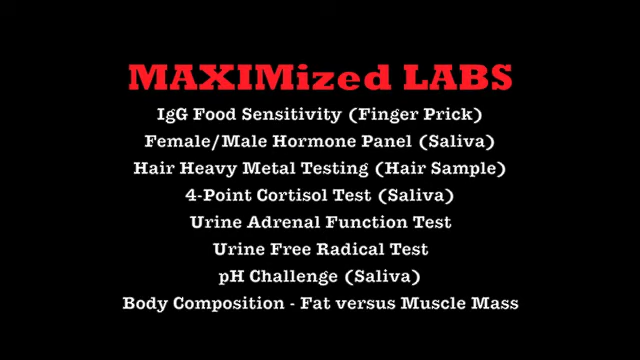 MAXIMized LABS
IgG Food Sensitivity (Finger Prick)
Female/Male Hormone Panel (Saliva)
Hair Heavy Metal Testing (Hair Sample)
4-Point Cortisol Test (Saliva)
Urine Adrenal Function Test
Urine Free Radical Test
pH Challenge (Saliva)
Body Composition - Fat versus Muscle Mass